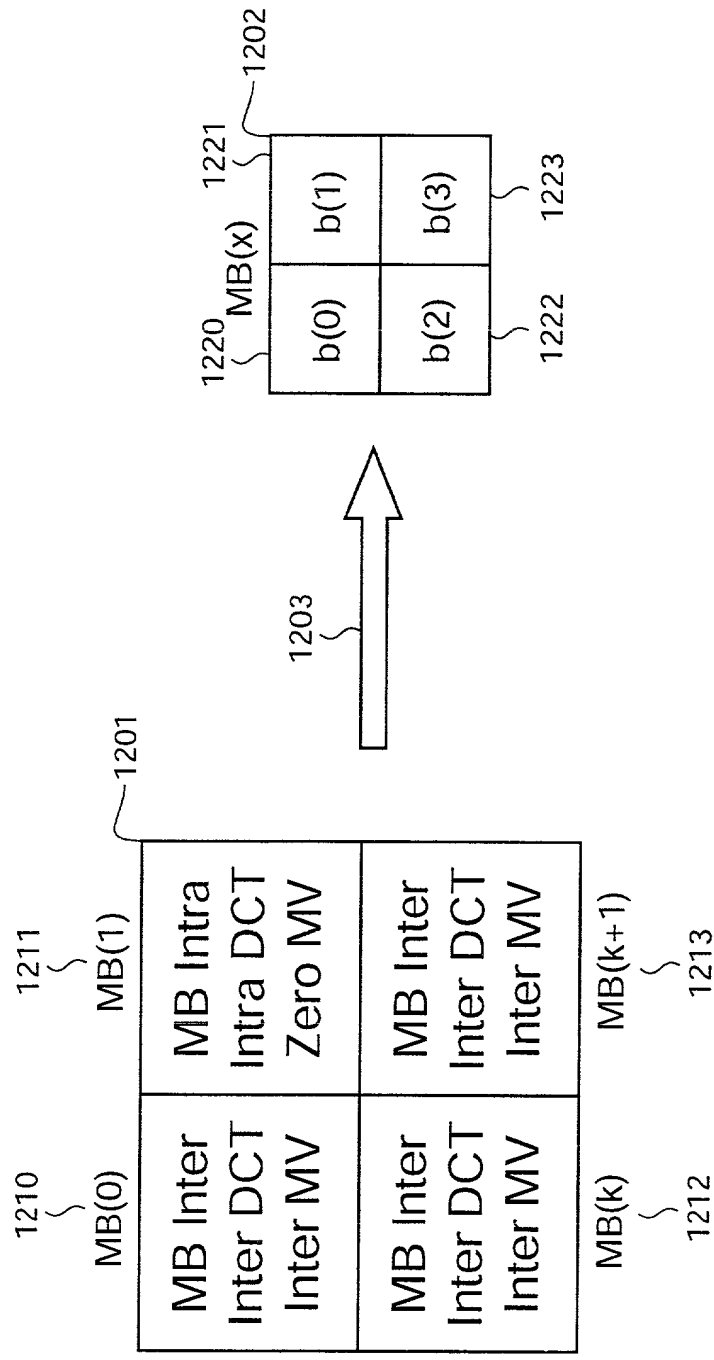 1210
MB(0)
1211
MB(1)
1201
MB Inter
Inter DCT
Inter MV
MB Intra
Intra DCT
Zero MV
MB Inter
Inter DCT
Inter MV
MB Inter
Inter DCT
Inter MV
MB(k)
1212
MB(k+1)
1213
1203
1220
MB(x)
1221
1202
b(0)
b(1)
b(2)
b(3)
1222
1223